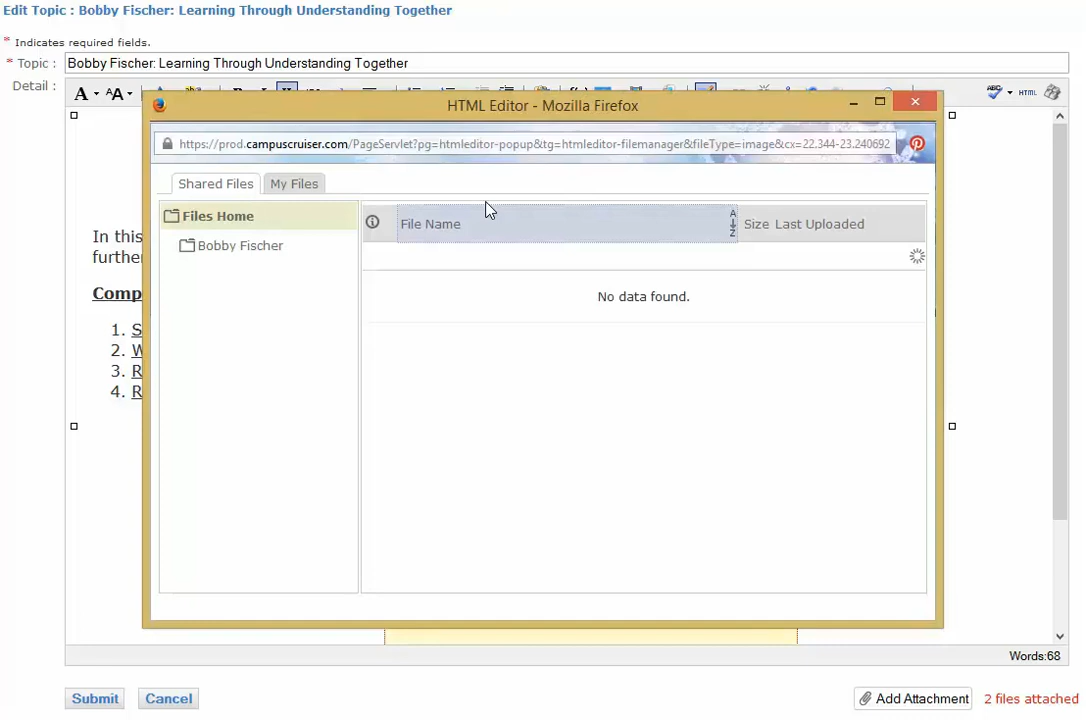 Edit Topic : Bobby Fischer: Learning Through Understanding Together
* Indicates required fields.
* Topic : Bobby Fischer: Learning Through Understanding Together
Detail :
A AA
ABC HTML
HTML Editor - Mozilla Firefox
https://prod.campuscruiser.com/PageServlet?pg=htmleditor-popup&tg=htmleditor-filemanager&fileType=image&cx=22.344-23.240692
Shared Files My Files
Files Home
Bobby Fischer
File Name A Z Size Last Uploaded
No data found.
In this
furthe
Comp
1. S
2. W
3. R
4. R
Words:68
Submit Cancel Add Attachment 2 files attached